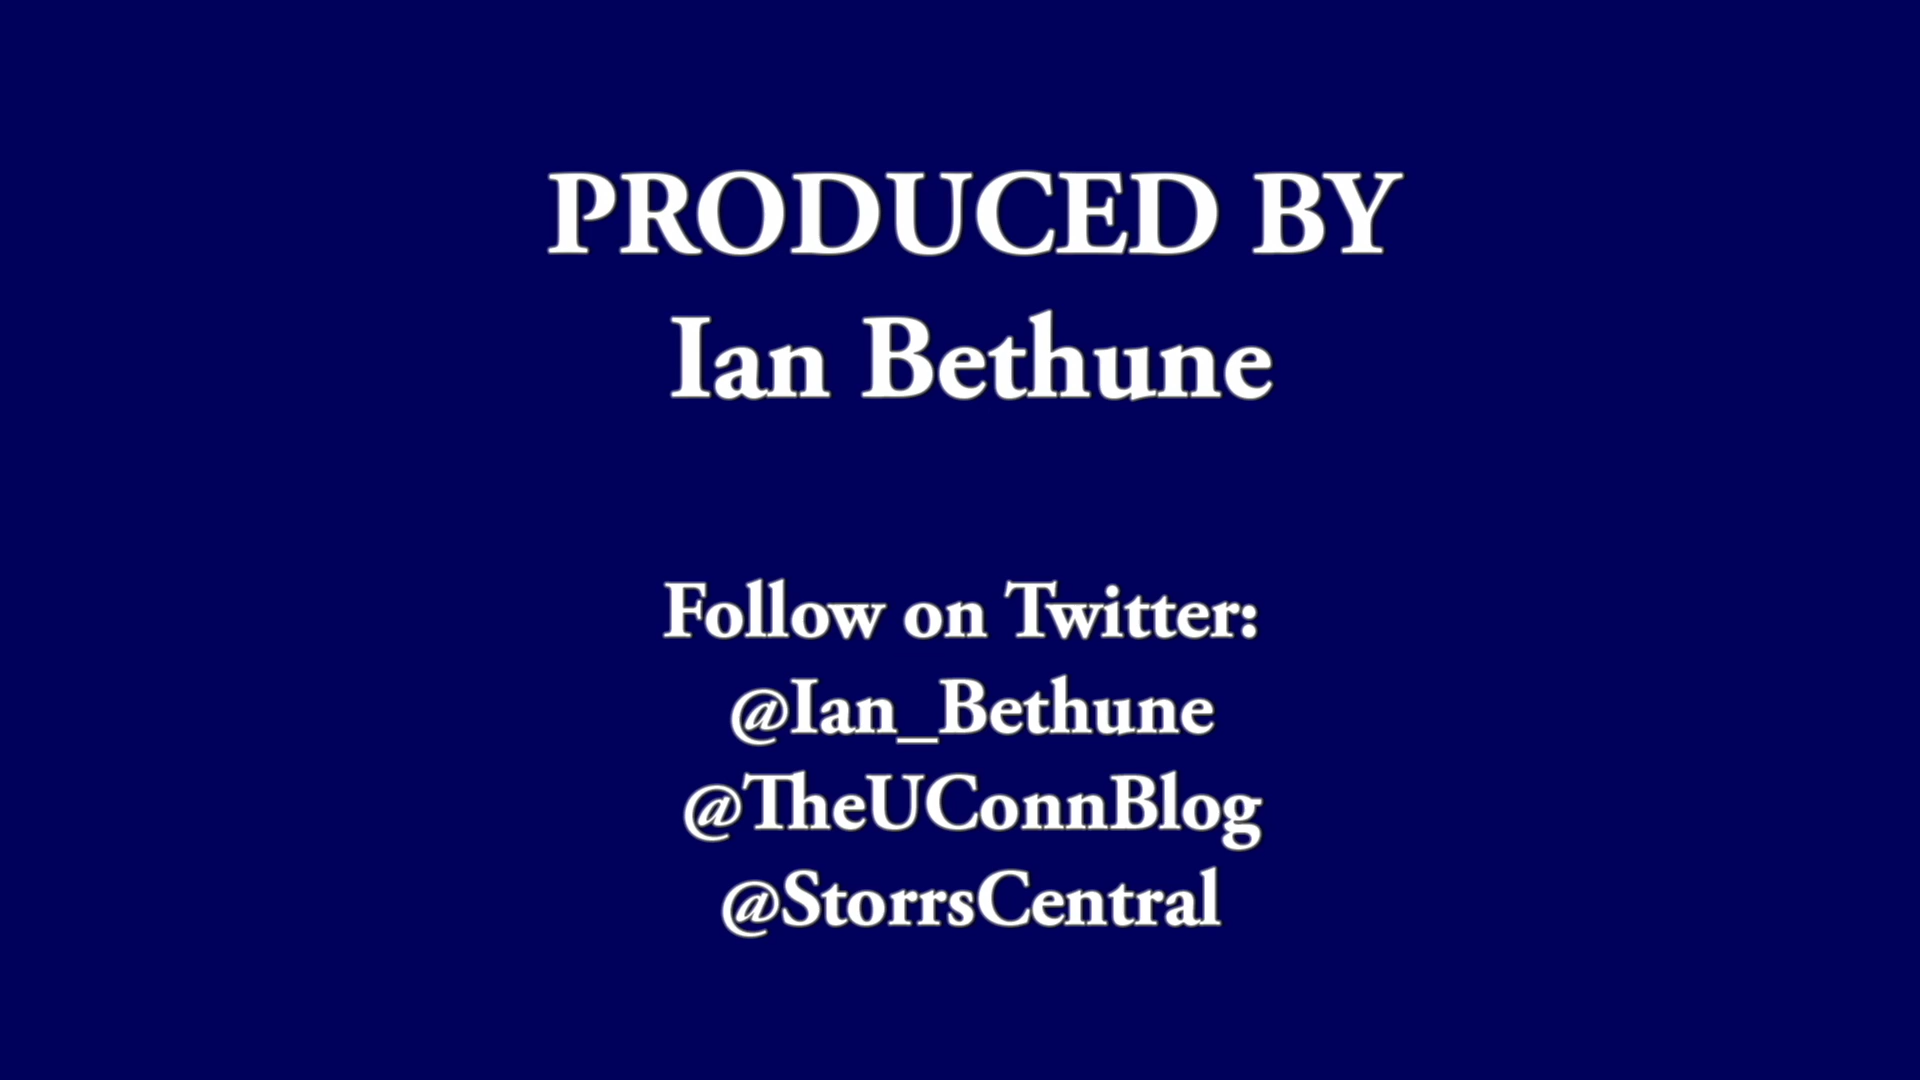 PRODUCED BY
Ian Bethune
Follow on Twitter:
@Ian_Bethune
@TheUConnBlog
@StorrsCentral